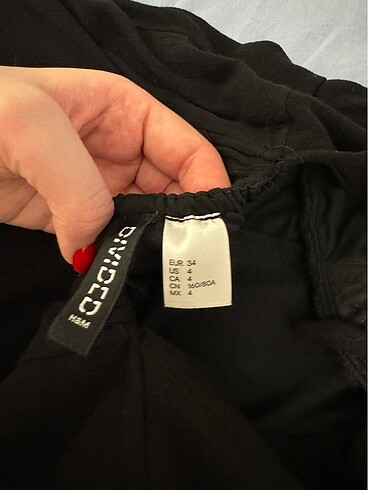 DIVIDED
H&M
EUR 34
US 4
CA 4
CN 160/80A
MX 4